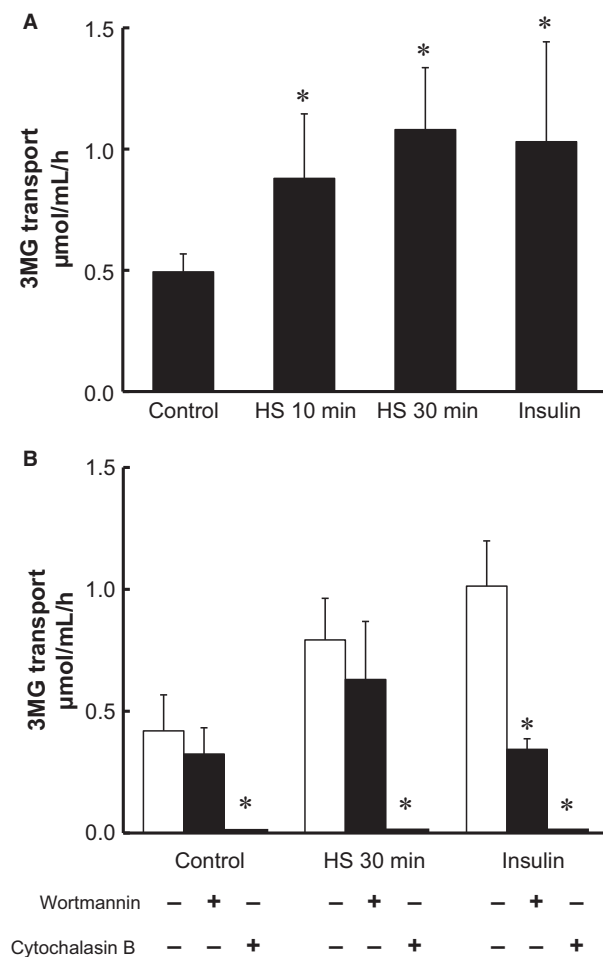 A
1.5
1.0
0.5
0.0
3MG transport
µmol/mL/h
*
*
*
Control HS 10 min HS 30 min Insulin
B
1.5
1.0
0.5
0.0
3MG transport
µmol/mL/h
*
*
*
*
Control HS 30 min Insulin
Wortmannin – + – – + – – + –
Cytochalasin B – – + – – + – – +